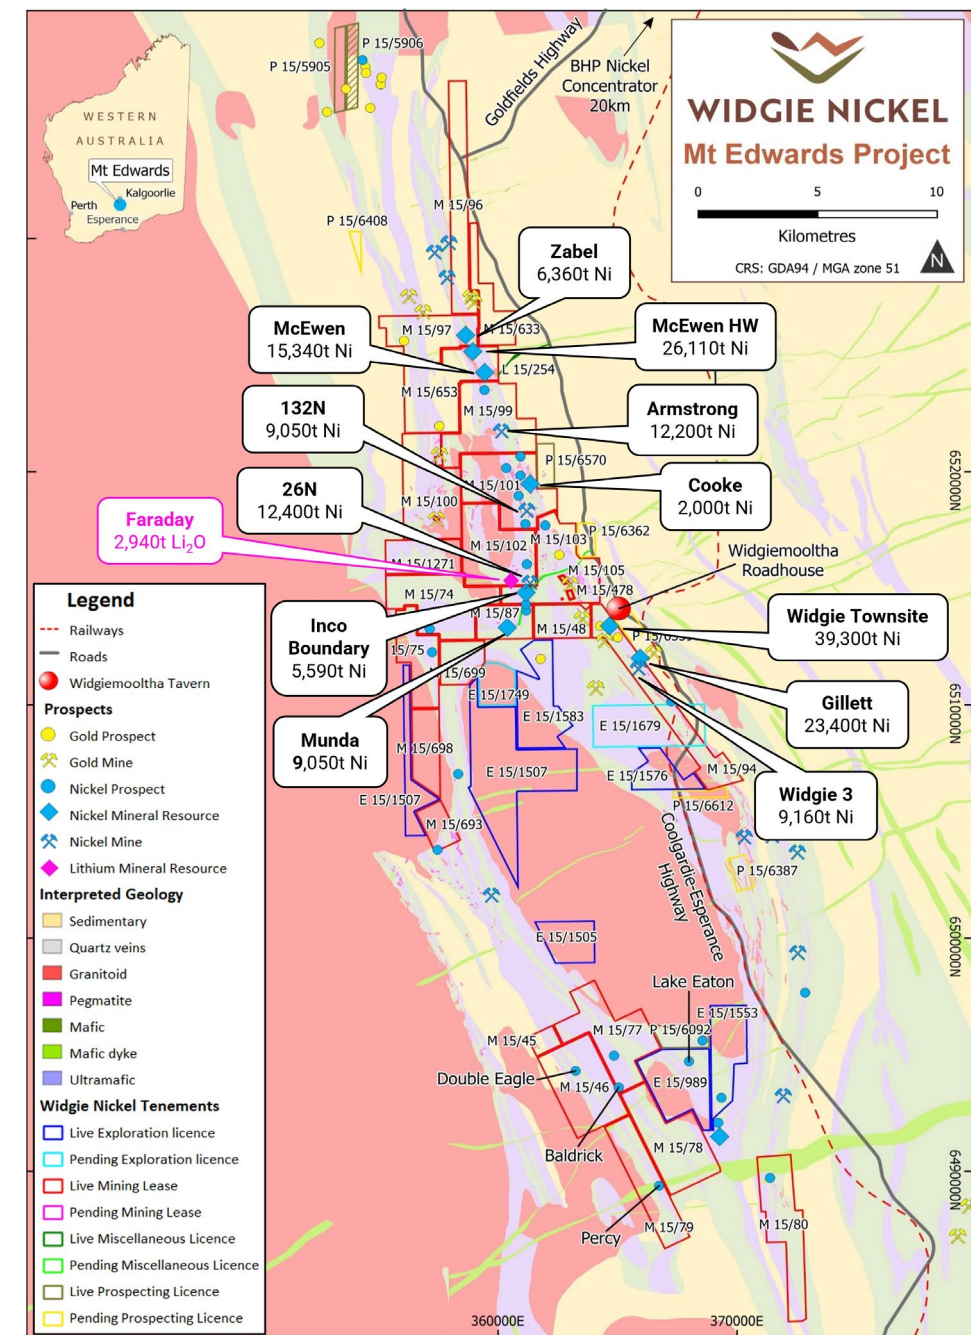 WIDGIE NICKEL
Mt Edwards Project
0 5 10
Kilometres
CRS: GDA94 / MGA zone 51
N
WESTERN
AUSTRALIA
Mt Edwards
Kalgoorlie
Perth
Esperance
P 15/5906
P 15/5905
Goldfields Highway
BHP Nickel
Concentrator
20km
M 15/96
P 15/6408
Zabel
6,360t Ni
McEwen
15,340t Ni
M 15/97
M 15/633
McEwen HW
26,110t Ni
L 15/254
M 15/653
M 15/99
132N
9,050t Ni
Armstrong
12,200t Ni
P 15/6570
26N
12,400t Ni
M 15/101
M 15/100
Cooke
2,000t Ni
Faraday
2,940t Li₂O
P 15/6362
M 15/103
M 15/102
M 15/1271
M 15/105
Widgiemooltha
Roadhouse
M 15/74
M 15/478
M 15/87
M 15/48
Inco
Boundary
5,590t Ni
Widgie Townsite
39,300t Ni
15/75
M 15/699
E 15/1749
E 15/1583
E 15/1679
Gillett
23,400t Ni
Munda
9,050t Ni
M 15/698
E 15/1507
E 15/1576
M 15/94
E 15/1507
P 15/6612
Widgie 3
9,160t Ni
M 15/693
Coolgardie-Esperance
Highway
P 15/6387
E 15/1505
Lake Eaton
E 15/1553
M 15/77
P 15/6092
M 15/45
Double Eagle
M 15/46
E 15/989
Baldrick
M 15/78
Percy
M 15/79
M 15/80
6520000N
6510000N
6500000N
6490000N
360000E
370000E
Legend
Railways
Roads
Widgiemooltha Tavern
Prospects
Gold Prospect
Gold Mine
Nickel Prospect
Nickel Mineral Resource
Nickel Mine
Lithium Mineral Resource
Interpreted Geology
Sedimentary
Quartz veins
Granitoid
Pegmatite
Mafic
Mafic dyke
Ultramafic
Widgie Nickel Tenements
Live Exploration licence
Pending Exploration licence
Live Mining Lease
Pending Mining Lease
Live Miscellaneous Licence
Pending Miscellaneous Licence
Live Prospecting Licence
Pending Prospecting Licence